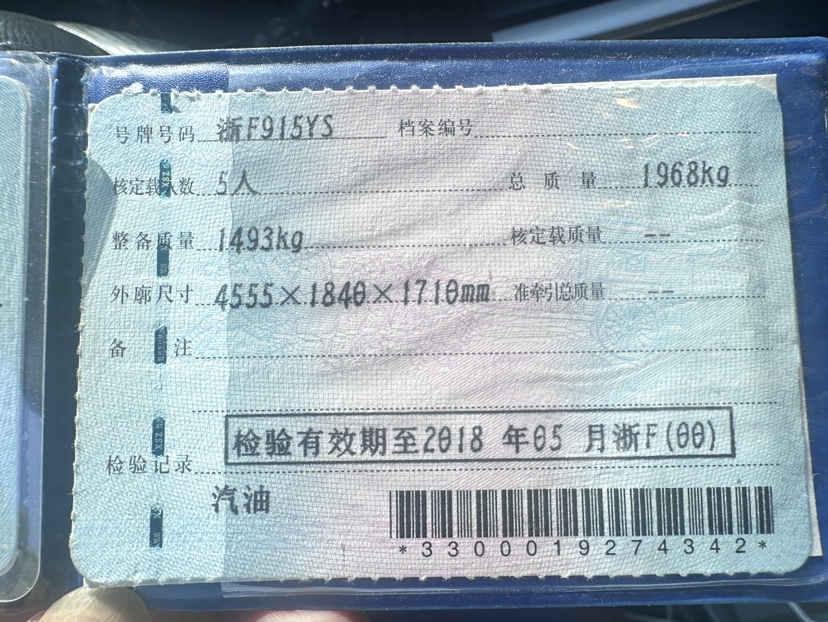 号牌号码 浙F915YS 档案编号
核定载人数 5人 总质量 1968kg
整备质量 1493kg 核定载质量 --
外廓尺寸 4555×1840×1710mm 准牵引总质量 --
备注
检验有效期至2018 年05 月浙F(00)
检验记录
汽油
*3300019274342*